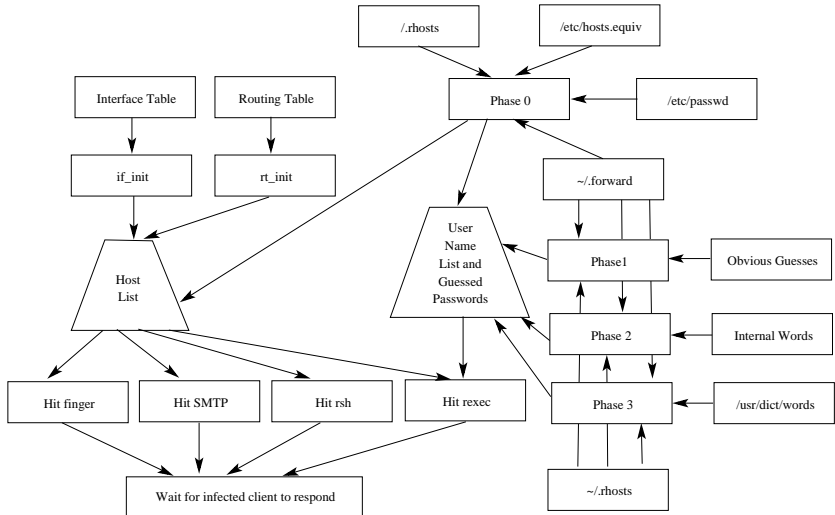 /.rhosts
/etc/hosts.equiv
Interface Table
Routing Table
Phase 0
/etc/passwd
if_init
rt_init
~/.forward
User
Name
List and
Guessed
Passwords
Phase1
Obvious Guesses
Host
List
Phase 2
Internal Words
Hit finger
Hit SMTP
Hit rsh
Hit rexec
Phase 3
/usr/dict/words
Wait for infected client to respond
~/.rhosts